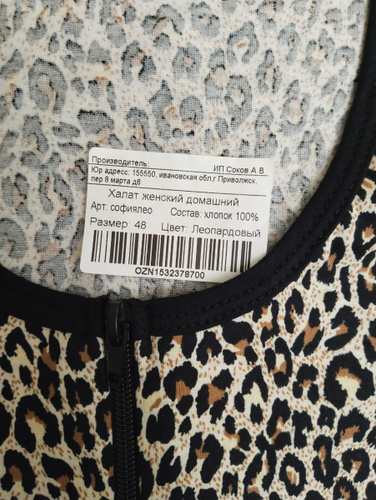 Производитель: ИП Соков А В
Юр адресс: 155550, ивановская обл.г Приволжск,
пер 8 марта д6
Халат женский домашний
Арт: софиялео Состав: хлопок 100%
Размер: 48 Цвет: Леопардовый
OZN1532378700